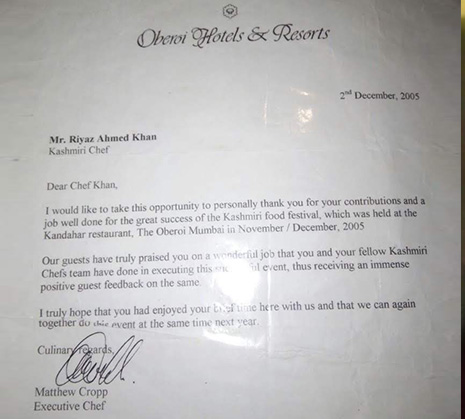 Oberoi Hotels & Resorts
2nd December, 2005
Mr. Riyaz Ahmed Khan
Kashmiri Chef
Dear Chef Khan,
I would like to take this opportunity to personally thank you for your contributions and a
job well done for the great success of the Kashmiri food festival, which was held at the
Kandahar restaurant, The Oberoi Mumbai in November / December, 2005
Our guests have truly praised you on a wonderful job that you and your fellow Kashmiri
Chefs team have done in executing this event, thus receiving an immense
positive guest feedback on the same.
I truly hope that you had enjoyed your time here with us and that we can again
together do this event at the same time next year.
Culinary regards,
Matthew Cropp
Executive Chef